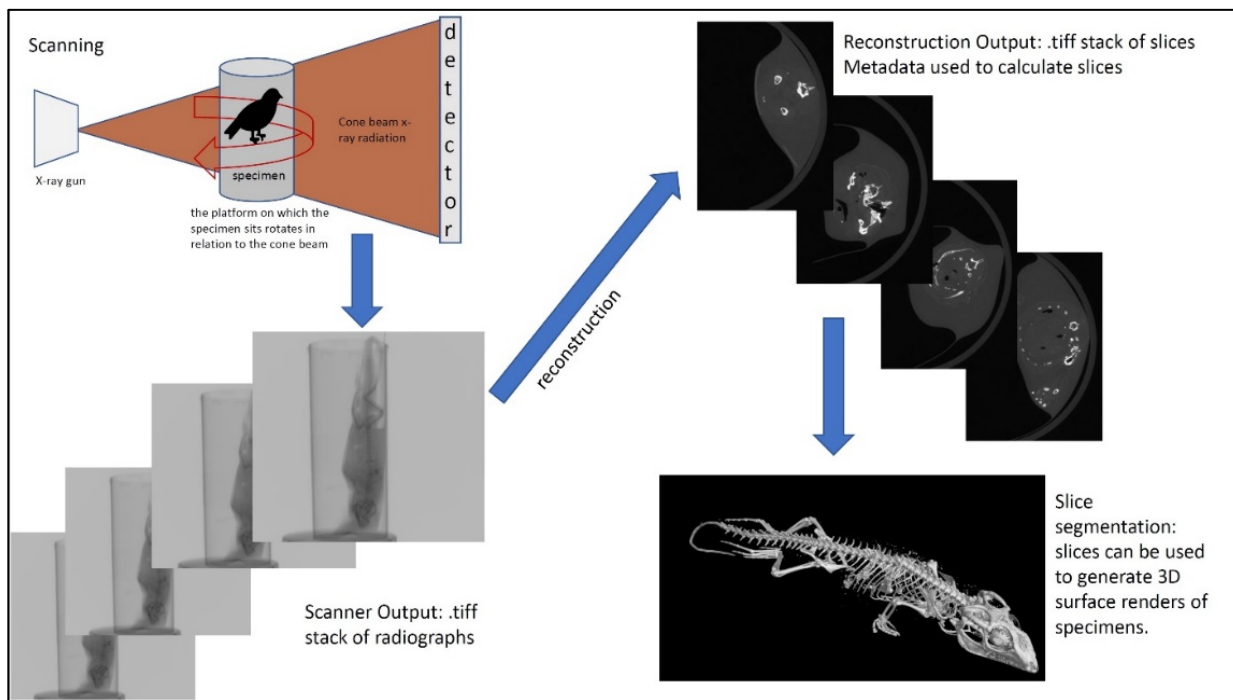 Scanning
X-ray gun
specimen
Cone beam x-
ray radiation
detector
the platform on which the
specimen sits rotates in
relation to the cone beam
Scanner Output: .tiff
stack of radiographs
reconstruction
Reconstruction Output: .tiff stack of slices
Metadata used to calculate slices
Slice
segmentation:
slices can be used
to generate 3D
surface renders of
specimens.